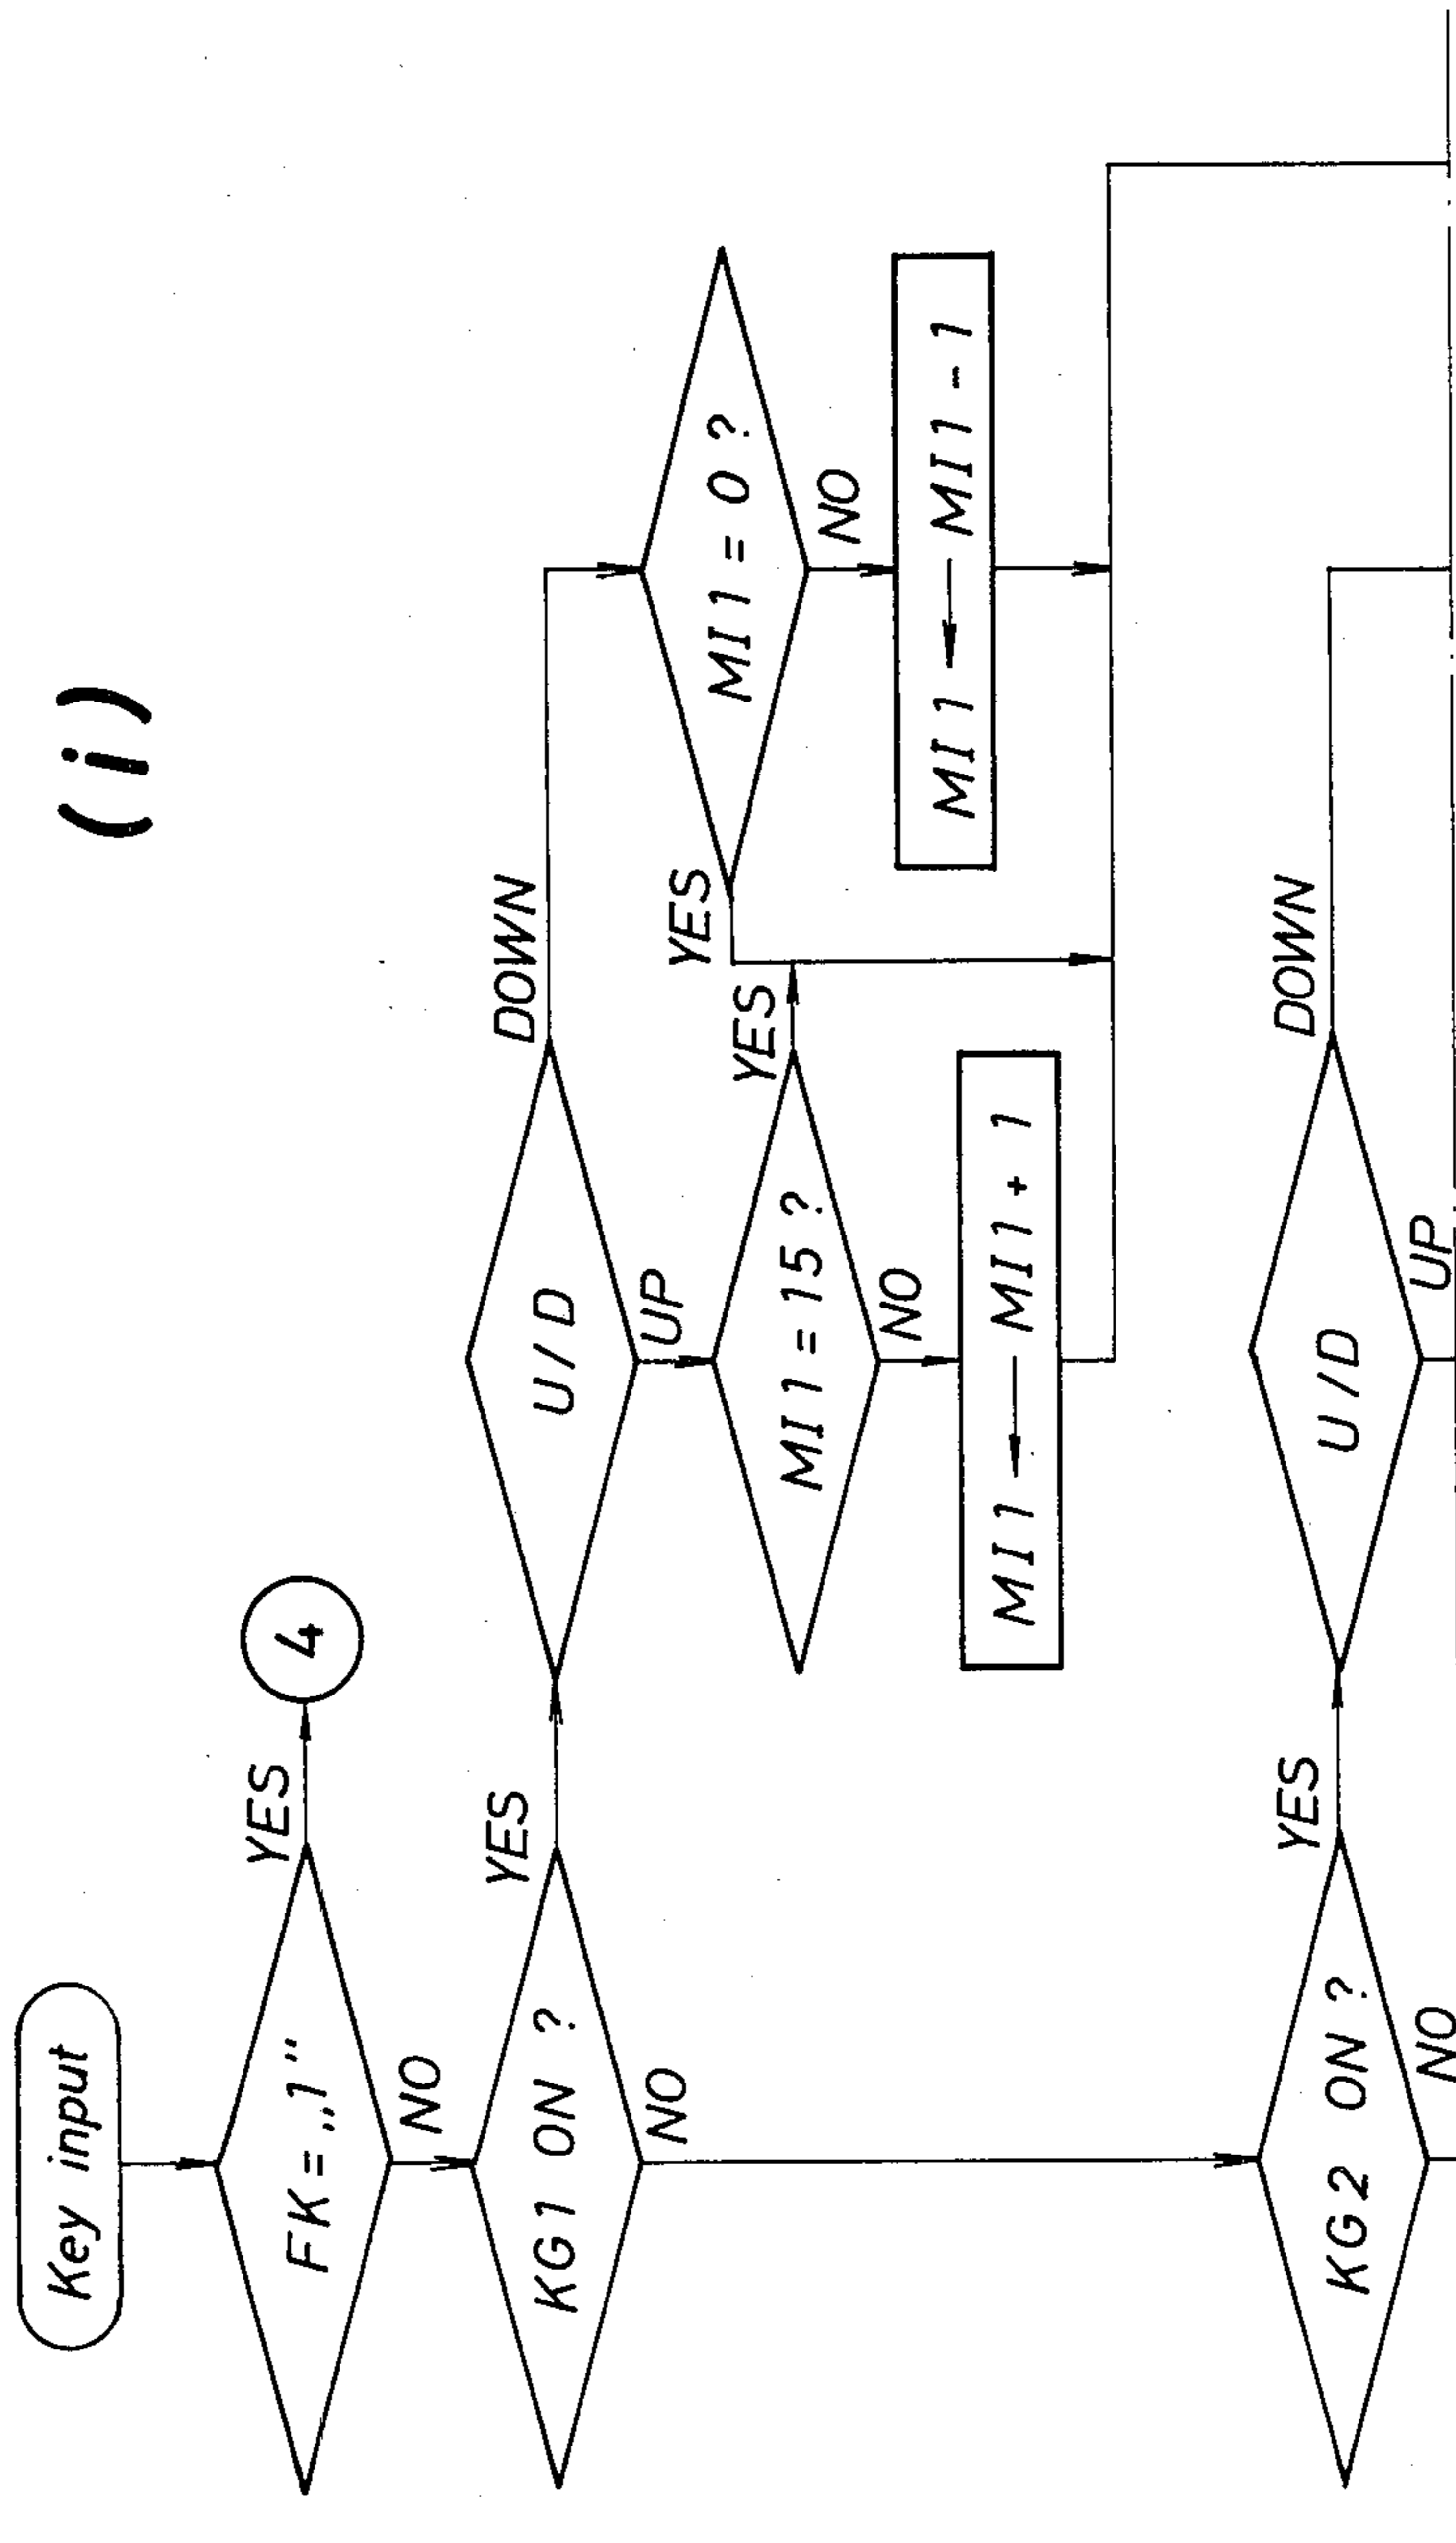 (i)
Key input
FK = „1"
YES
4
NO
KG1 ON ?
YES
NO
U/D
DOWN
UP
MI1 = 0 ?
YES
NO
MI1 = 15 ?
YES
NO
MI1 ← MI1 - 1
MI1 ← MI1 + 1
KG2 ON ?
YES
NO
U/D
DOWN
UP